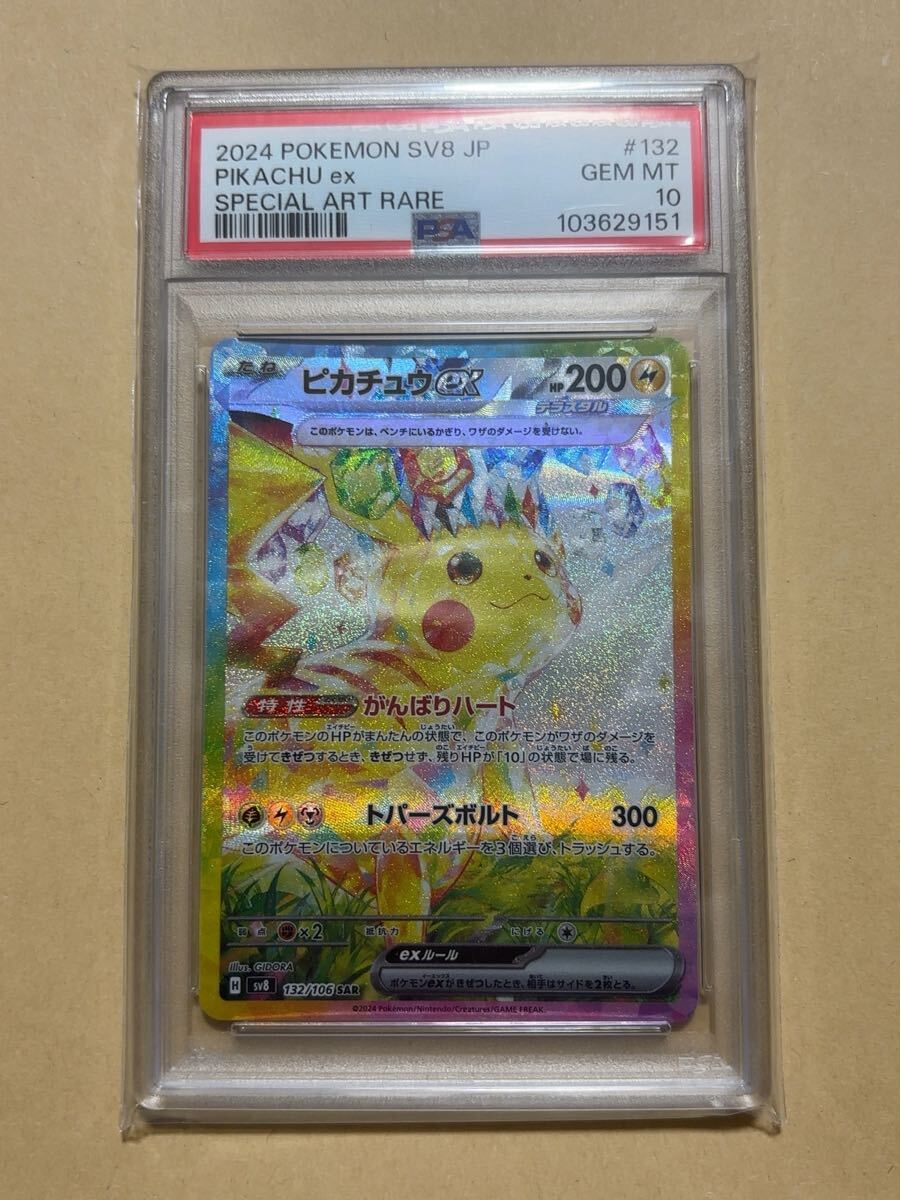 2024 POKEMON SV8 JP #132
PIKACHU ex GEM MT
SPECIAL ART RARE 10
PSA 103629151
たね ピカチュウex HP200
テラスタル
このポケモンは、ベンチにいるかぎり、ワザのダメージを受けない。
特性 がんばりハート
このポケモンのHPがまんたんの状態で、このポケモンがワザのダメージを
受けてきぜつするとき、きぜつせず、残りHPが「10」の状態で場に残る。
トパーズボルト 300
このポケモンについているエネルギーを3個選び、トラッシュする。
弱点 ×2 抵抗力 にげる
exルール
ポケモンexがきぜつしたとき、相手はサイドを2枚とる。
illus. GIDORA
H sv8 132/106 SAR
©2024 Pokémon/Nintendo/Creatures/GAME FREAK.